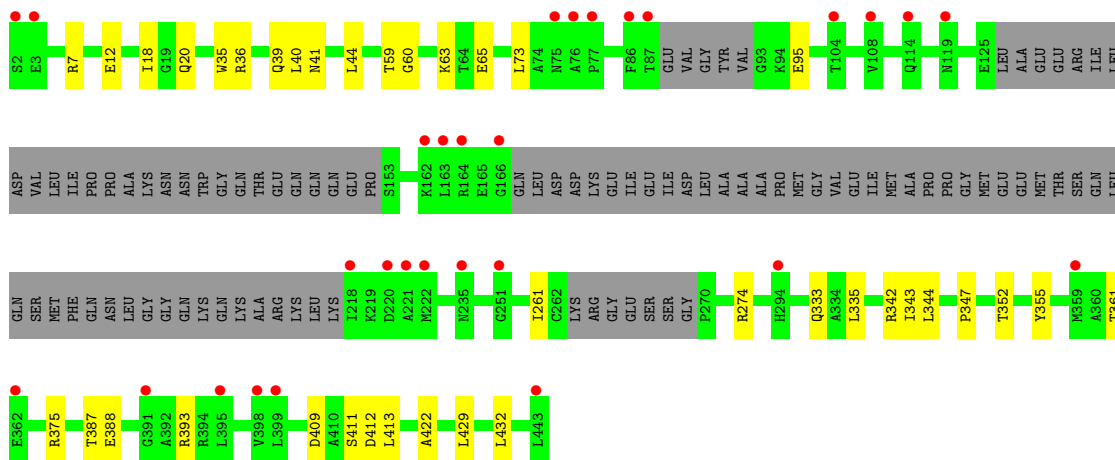 S2 E3 R7 E12 I18 G19 Q20 W35 R36 Q39 L40 N41 L44 T59 G60 K63 T64 E65 L73 A74 N75 A76 P77 F86 T87 GLU VAL GLY TYR VAL G93 K94 E95 T104 V108 Q114 N119 E125 LEU ALA GLU GLU ARG ILE LEU
ASP VAL LEU ILE PRO PRO ALA LYS ASN ASN TRP GLY GLN THR GLU GLN GLN GLN GLU PRO S153 K162 L163 R164 E165 G166 GLN LEU ASP ASP LYS GLU ILE GLU ILE ASP LEU ALA ALA ALA PRO MET GLY VAL GLU ILE MET ALA PRO PRO GLY MET GLU GLU MET THR SER GLN LEU
GLN SER MET PHE GLN ASN LEU GLY GLY GLN LYS GLN LYS ALA ARG LYS LEU LYS I218 K219 D220 A221 M222 N235 G251 I261 C262 LYS ARG GLY GLU SER SER GLY P270 R274 H294 Q333 A334 L335 R342 I343 L344 P347 T352 Y355 M359 A360 T361
E362 R375 T387 E388 G391 A392 R393 R394 L395 V398 L399 D409 A410 S411 D412 L413 A422 L429 L432 L443